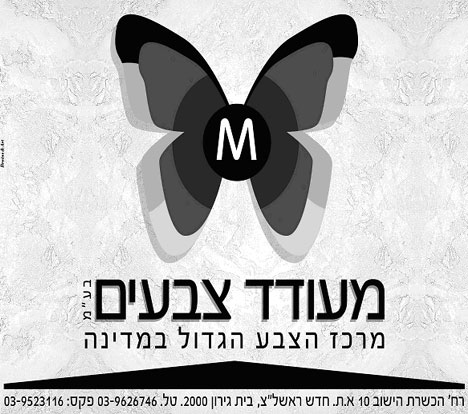 M
מעודד צבעים בע"מ
מרכז הצבע הגדול במדינה
רח' הכשרת הישוב 10 א.ת. חדש ראשל"צ, בית גירון 2000. טל. 03-9626746 פקס: 03-9523116